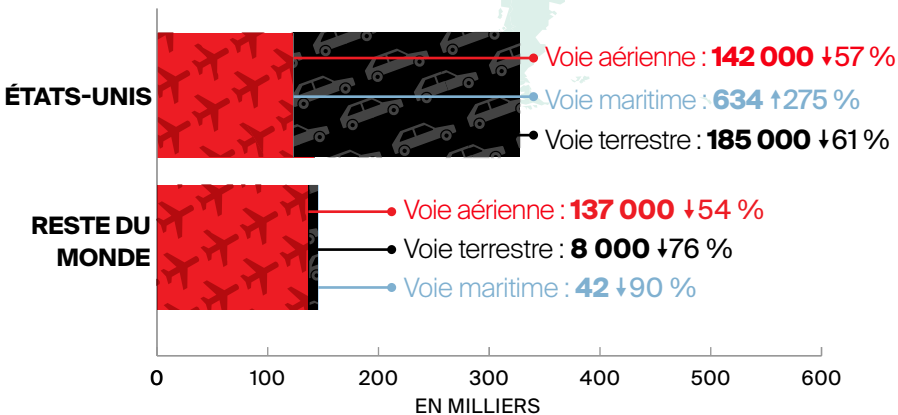 ÉTATS-UNIS
Voie aérienne : 142 000 ↓57 %
Voie maritime : 634 ↑275 %
Voie terrestre : 185 000 ↓61 %
RESTE DU
MONDE
Voie aérienne : 137 000 ↓54 %
Voie terrestre : 8 000 ↓76 %
Voie maritime : 42 ↓90 %
0 100 200 300 400 500 600
EN MILLIERS